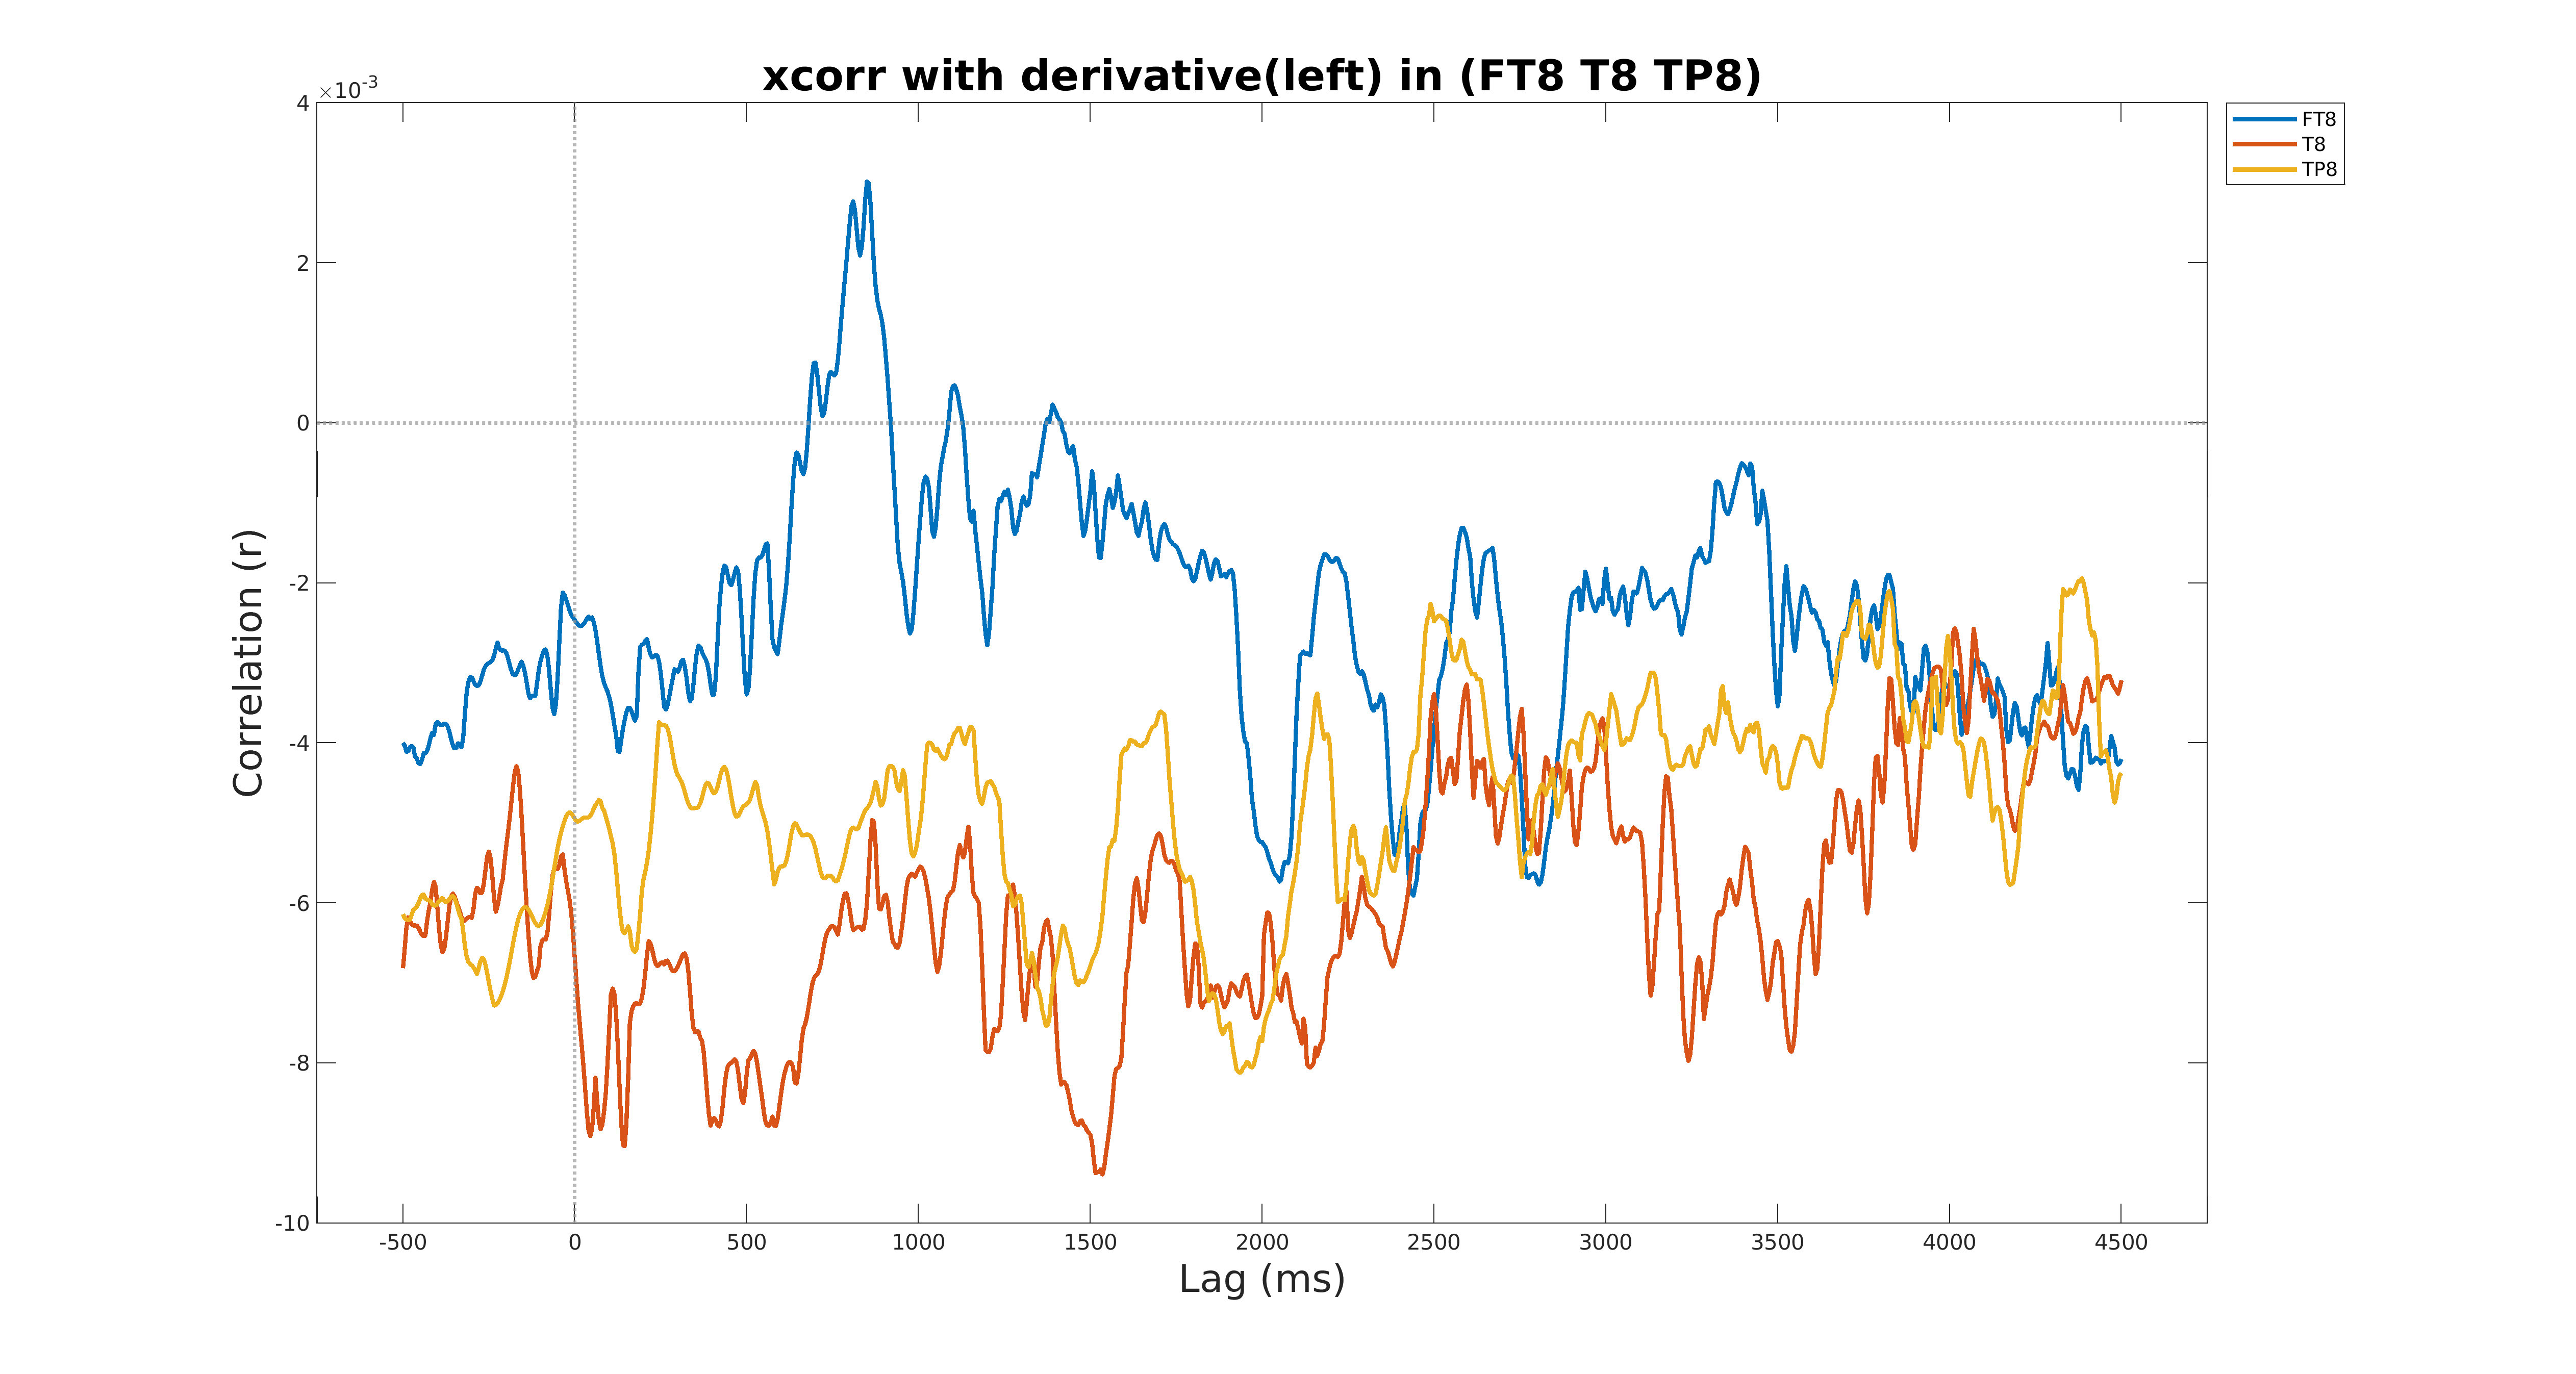 xcorr with derivative(left) in (FT8 T8 TP8)
×10-3
4
2
0
-2
-4
-6
-8
-10
Correlation (r)
-500 0 500 1000 1500 2000 2500 3000 3500 4000 4500
Lag (ms)
FT8
T8
TP8